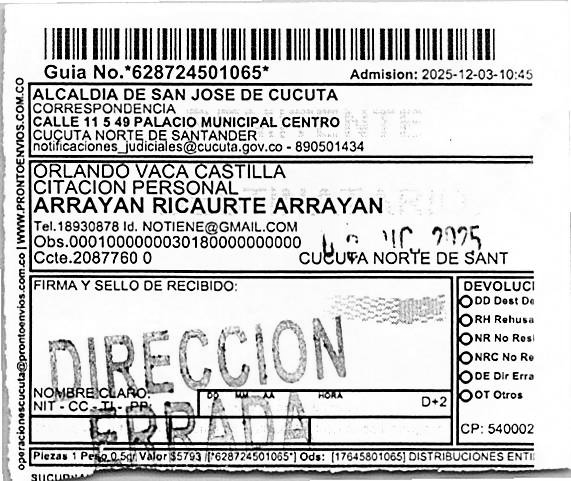 Guia No.*628724501065*
Admision: 2025-12-03-10:45
ALCALDIA DE SAN JOSE DE CUCUTA
CORRESPONDENCIA
CALLE 11 5 49 PALACIO MUNICIPAL CENTRO
CUCUTA NORTE DE SANTANDER
notificaciones_judiciales@cucuta.gov.co - 890501434
REMITENTE
ORLANDO VACA CASTILLA
CITACION PERSONAL
ARRAYAN RICAURTE ARRAYAN
Tel.18930878 Id. NOTIENE@GMAIL.COM
Obs.00010000000301800000000000
DIC. 2025
Ccte.2087760 0
CUCUTA NORTE DE SANT
FIRMA Y SELLO DE RECIBIDO:
DIRECCION
ERRADA
NOMBRE CLARO:
NIT - CC - TI - PP:
DD MM AA HORA
D+2
DEVOLUC
DD Dest De
RH Rehusa
NR No Resi
NRC No Re
DE Dir Erra
OT Otros
CP: 540002
Piezas 1 Peso 0.5gr Valor $5793 [*628724501065*] Ods: [17645801065] DISTRIBUCIONES ENTI
operacionescucuta@prontoenvios.com.co | WWW.PRONTOENVIOS.COM.CO